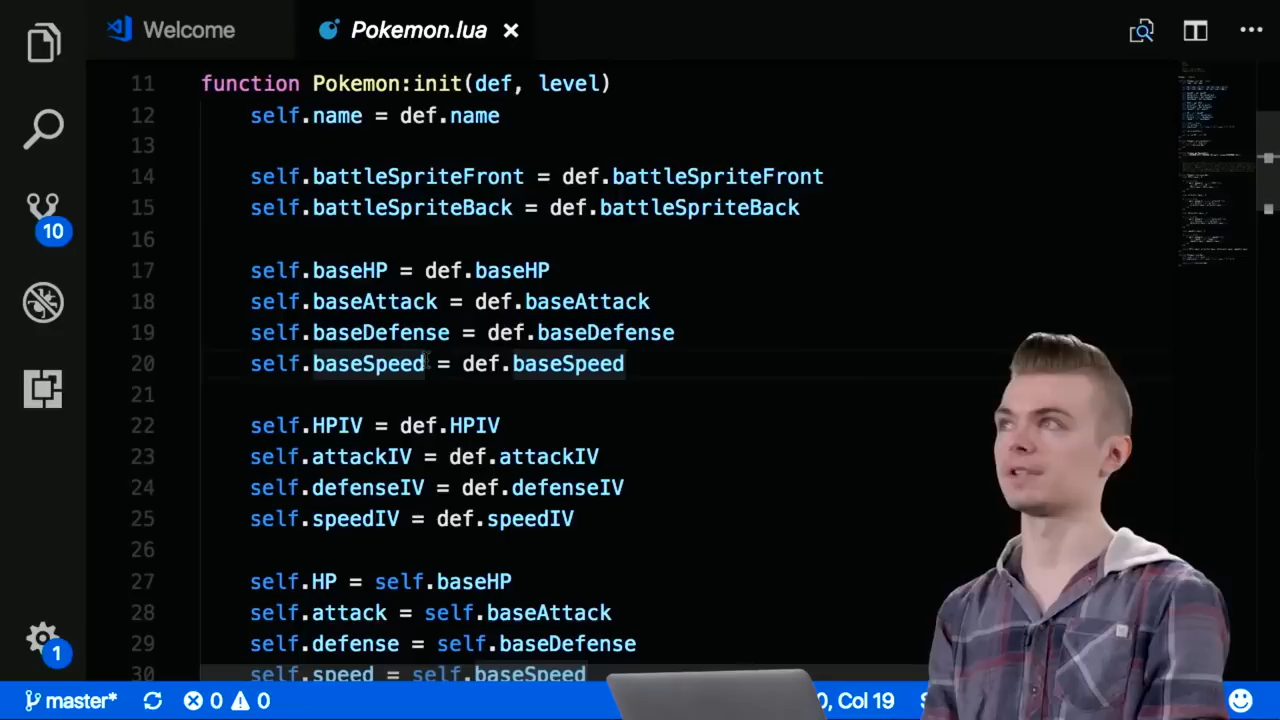 Welcome
Pokemon.lua
11 function Pokemon:init(def, level)
12 self.name = def.name
13
14 self.battleSpriteFront = def.battleSpriteFront
15 self.battleSpriteBack = def.battleSpriteBack
16
17 self.baseHP = def.baseHP
18 self.baseAttack = def.baseAttack
19 self.baseDefense = def.baseDefense
20 self.baseSpeed = def.baseSpeed
21
22 self.HPIV = def.HPIV
23 self.attackIV = def.attackIV
24 self.defenseIV = def.defenseIV
25 self.speedIV = def.speedIV
26
27 self.HP = self.baseHP
28 self.attack = self.baseAttack
29 self.defense = self.baseDefense
30 self.speed = self.baseSpeed
10
1
master* 0 0 Col 19